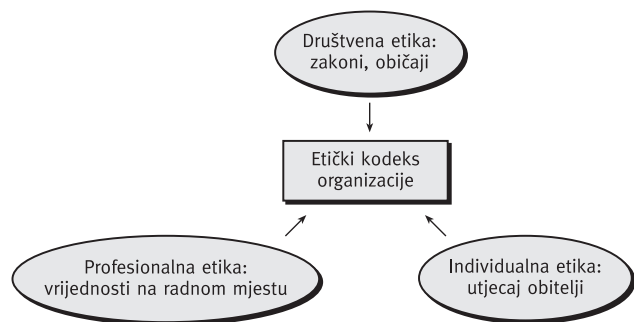 Društvena etika:
zakoni, običaji
Etički kodeks
organizacije
Profesionalna etika:
vrijednosti na radnom mjestu
Individualna etika:
utjecaj obitelji